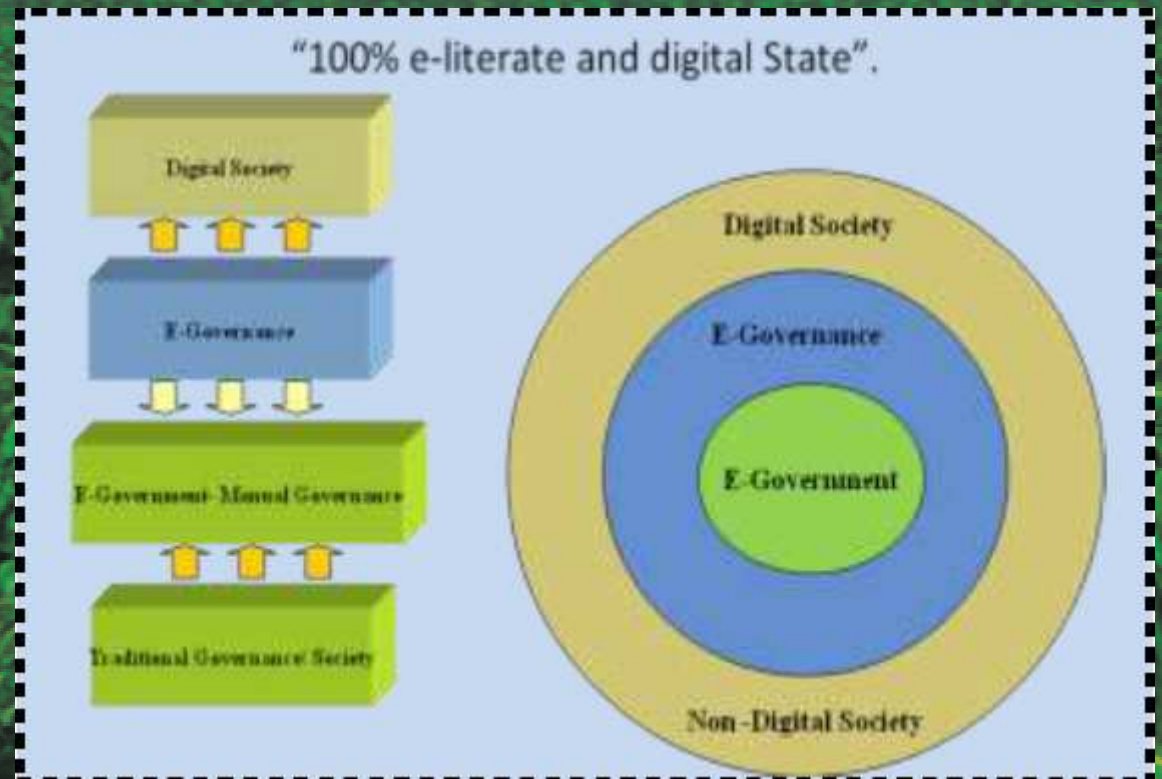 “100% e-literate and digital State”.
Digital Society
E-Governance
E-Government- Manual Governance
Traditional Governance/ Society
Digital Society
E-Governance
E-Government
Non -Digital Society